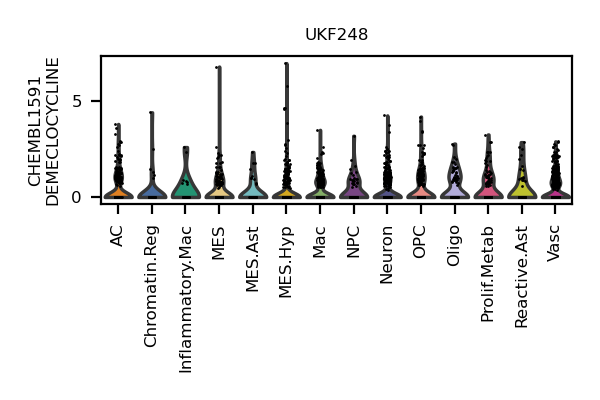 UKF248
CHEMBL1591
DEMECLOCYCLINE
5
0
AC
Chromatin.Reg
Inflammatory.Mac
MES
MES.Ast
MES.Hyp
Mac
NPC
Neuron
OPC
Oligo
Prolif.Metab
Reactive.Ast
Vasc